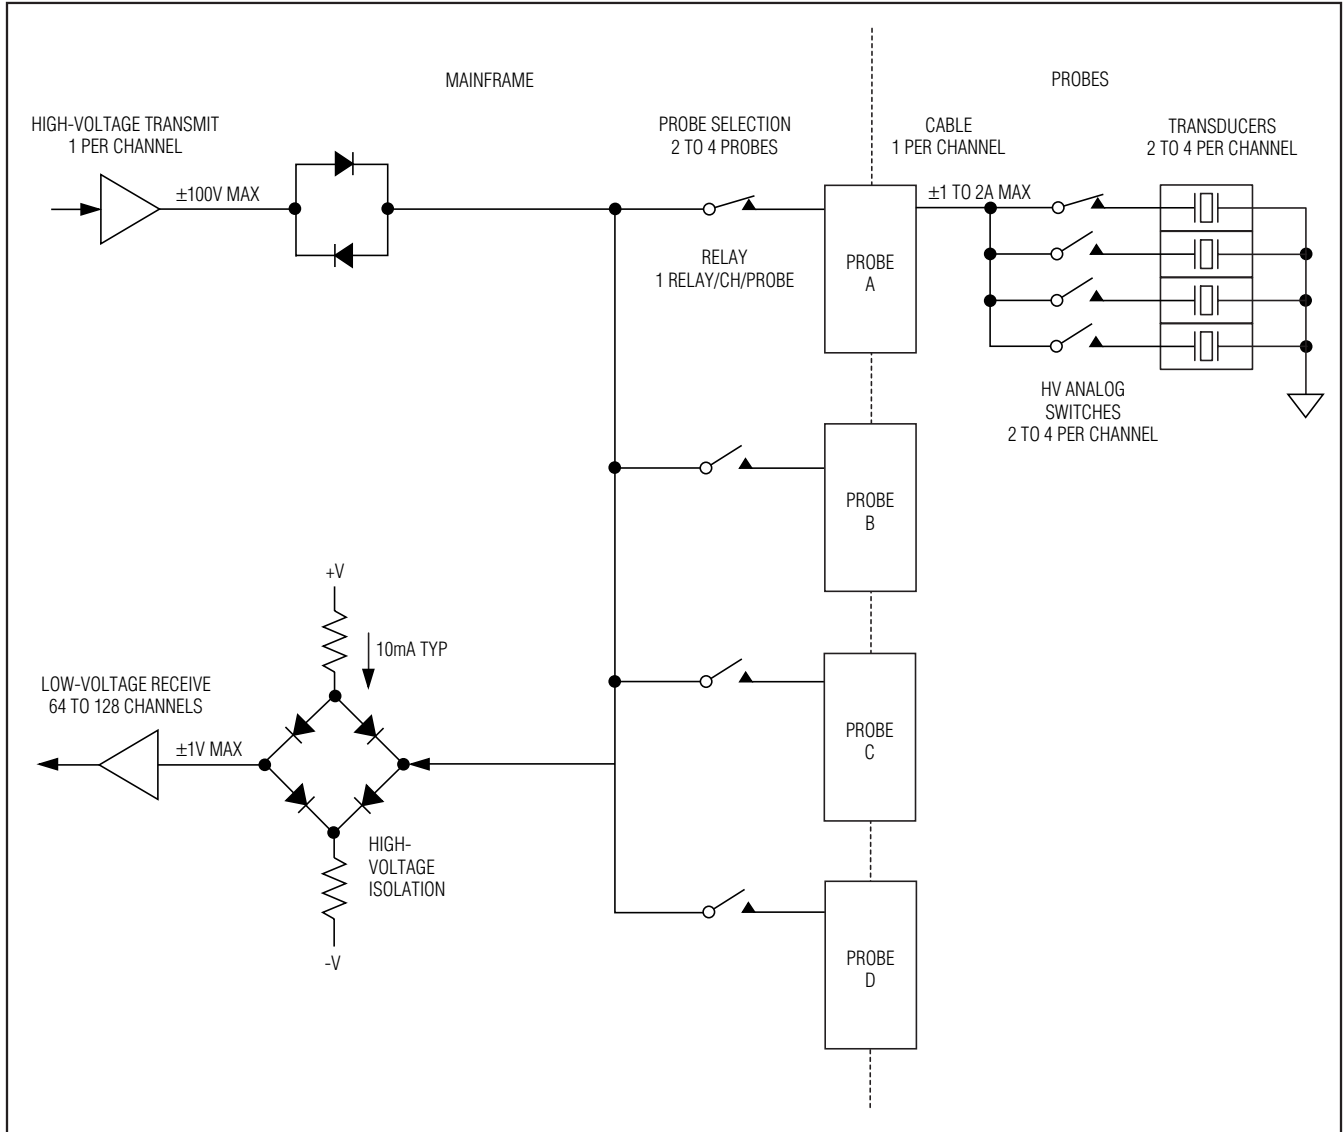 MAINFRAME
PROBES
HIGH-VOLTAGE TRANSMIT
1 PER CHANNEL
±100V MAX
PROBE SELECTION
2 TO 4 PROBES
RELAY
1 RELAY/CH/PROBE
PROBE
A
CABLE
1 PER CHANNEL
±1 TO 2A MAX
TRANSDUCERS
2 TO 4 PER CHANNEL
HV ANALOG
SWITCHES
2 TO 4 PER CHANNEL
PROBE
B
+V
10mA TYP
LOW-VOLTAGE RECEIVE
64 TO 128 CHANNELS
±1V MAX
HIGH-
VOLTAGE
ISOLATION
-V
PROBE
C
PROBE
D